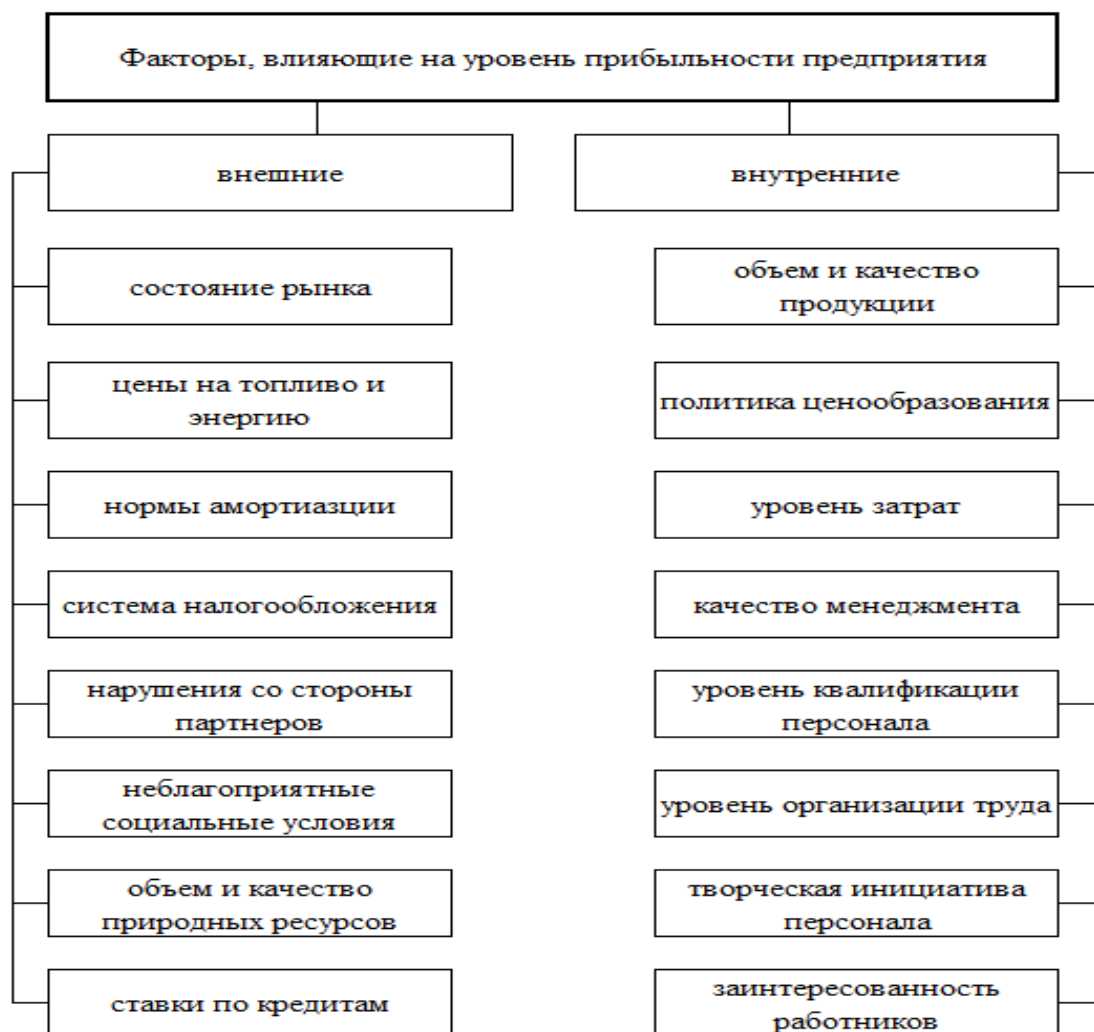 Факторы, влияющие на уровень прибыльности предприятия
внешние
внутренние
состояние рынка
объем и качество
продукции
цены на топливо и
энергию
политика ценообразования
нормы амортиазции
уровень затрат
система налогообложения
качество менеджмента
нарушения со стороны
партнеров
уровень квалификации
персонала
неблагоприятные
социальные условия
уровень организации труда
объем и качество
природных ресурсов
творческая инициатива
персонала
ставки по кредитам
заинтересованность
работников